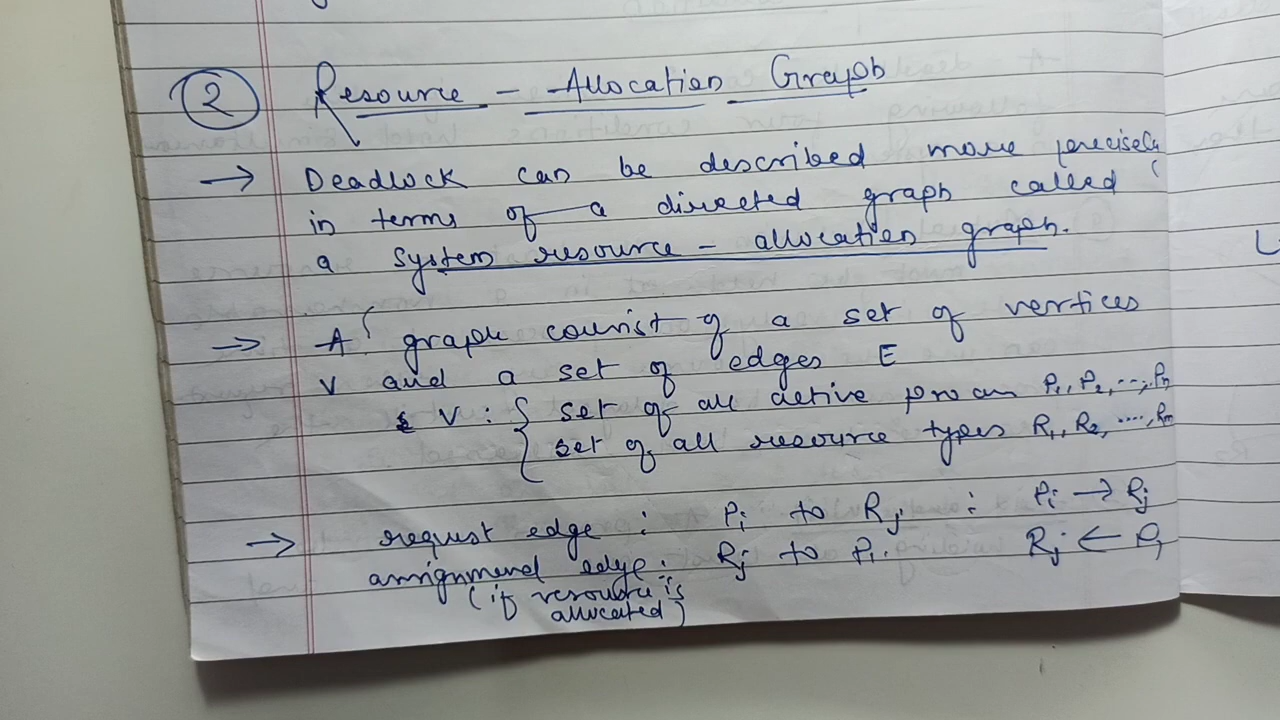 ② Resource - Allocation Graph
→ Deadlock can be described more precisely
in terms of a directed graph called
a system resource - allocation graph.
→ A graph consist of a set of vertices
V and a set of edges E
V : { set of all active P₁, P₂, ..., Pₙ
set of all resource types R₁, R₂, ...., Rₘ
→ request edge : Pᵢ to Rⱼ : Pᵢ → Rⱼ
assignment edge : Rⱼ to Pᵢ. Rⱼ ← Pᵢ
(if resource is
allocated)